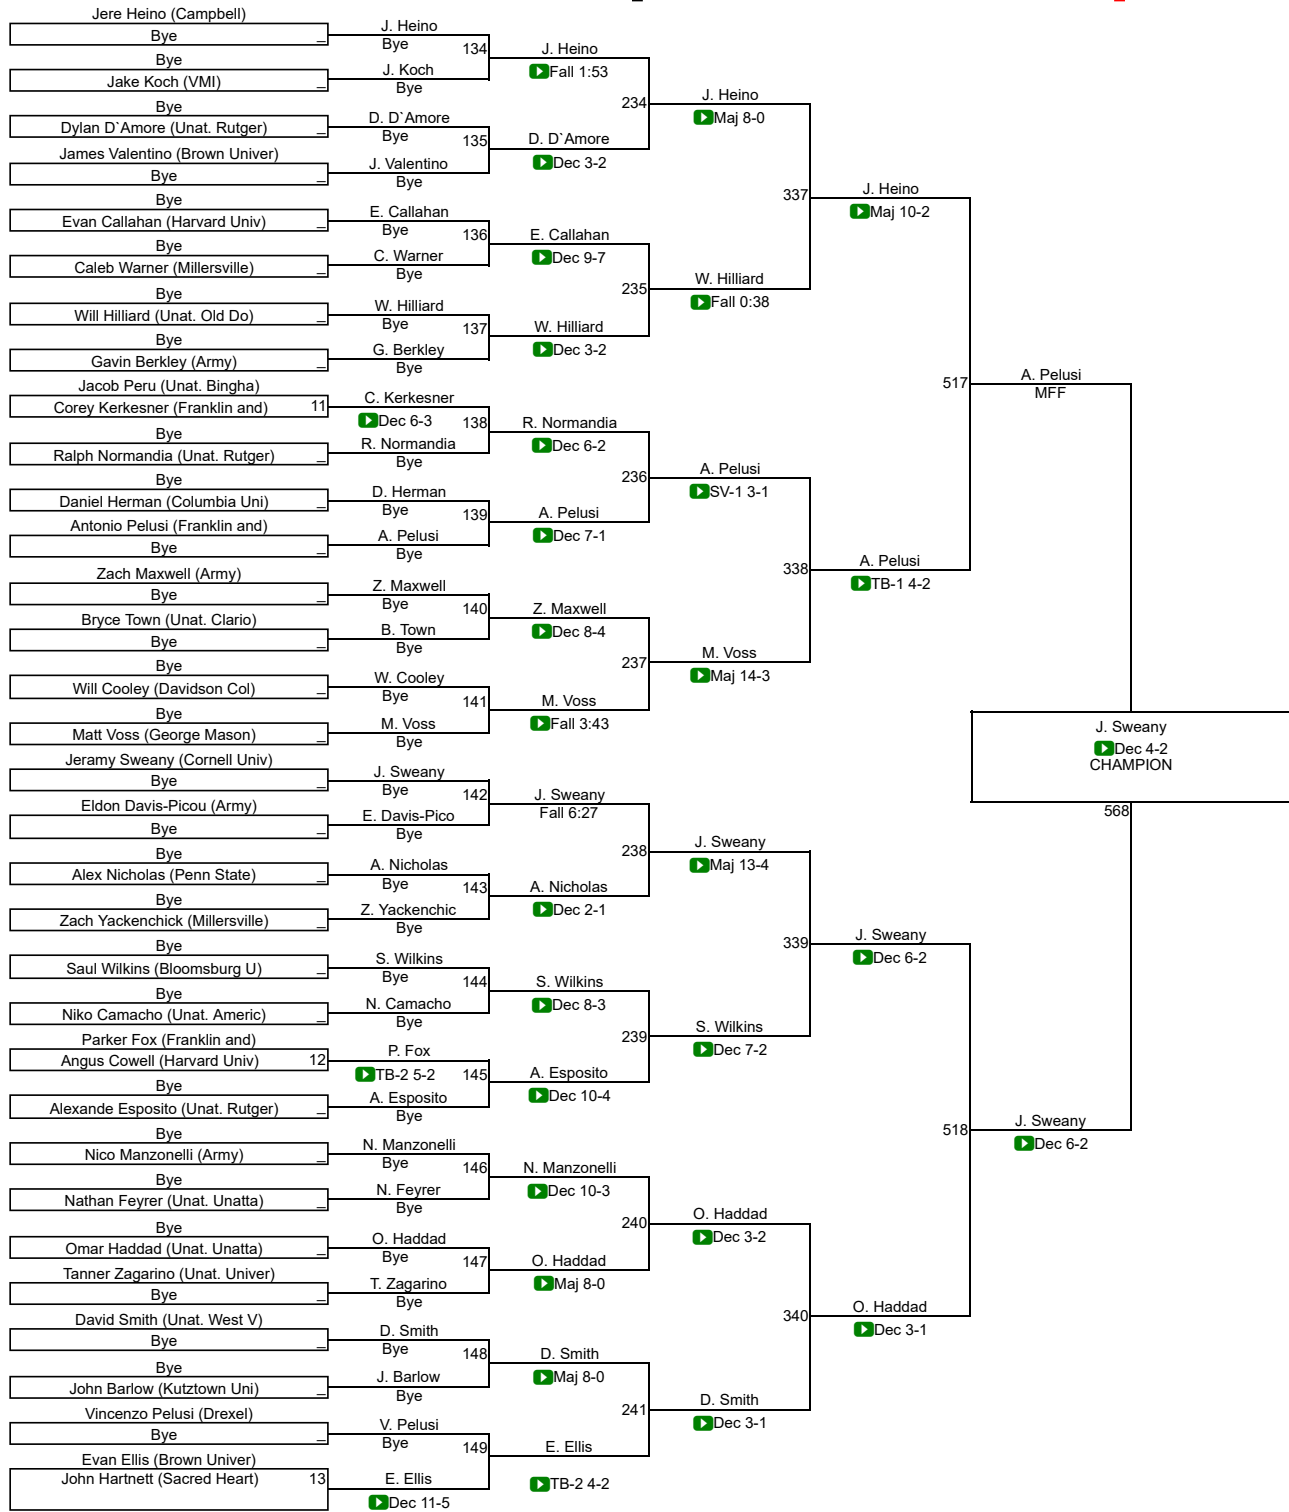 Jere Heino (Campbell)
Bye _
Bye
Jake Koch (VMI) _
Bye
Dylan D`Amore (Unat. Rutger) _
James Valentino (Brown Univer)
Bye _
Bye
Evan Callahan (Harvard Univ) _
Bye
Caleb Warner (Millersville) _
Bye
Will Hilliard (Unat. Old Do) _
Bye
Gavin Berkley (Army) _
Jacob Peru (Unat. Bingha)
Corey Kerkesner (Franklin and) 11
Bye
Ralph Normandia (Unat. Rutger) _
Bye
Daniel Herman (Columbia Uni) _
Antonio Pelusi (Franklin and)
Bye _
Zach Maxwell (Army)
Bye _
Bryce Town (Unat. Clario)
Bye _
Bye
Will Cooley (Davidson Col) _
Bye
Matt Voss (George Mason) _
Jeramy Sweany (Cornell Univ)
Bye _
Eldon Davis-Picou (Army)
Bye _
Bye
Alex Nicholas (Penn State) _
Bye
Zach Yackenchick (Millersville) _
Bye
Saul Wilkins (Bloomsburg U) _
Bye
Niko Camacho (Unat. Americ) _
Parker Fox (Franklin and)
Angus Cowell (Harvard Univ) 12
Bye
Alexande Esposito (Unat. Rutger) _
Bye
Nico Manzonelli (Army) _
Bye
Nathan Feyrer (Unat. Unatta) _
Bye
Omar Haddad (Unat. Unatta) _
Tanner Zagarino (Unat. Univer)
Bye _
David Smith (Unat. West V)
Bye _
Bye
John Barlow (Kutztown Uni) _
Vincenzo Pelusi (Drexel)
Bye _
Evan Ellis (Brown Univer)
John Hartnett (Sacred Heart) 13
J. Heino
Bye
134
J. Koch
Bye
D. D`Amore
Bye
135
J. Valentino
Bye
E. Callahan
Bye
136
C. Warner
Bye
W. Hilliard
Bye
137
G. Berkley
Bye
C. Kerkesner
Dec 6-3
138
R. Normandia
Bye
D. Herman
Bye
139
A. Pelusi
Bye
Z. Maxwell
Bye
140
B. Town
Bye
W. Cooley
Bye
141
M. Voss
Bye
J. Sweany
Bye
142
E. Davis-Pico
Bye
A. Nicholas
Bye
143
Z. Yackenchic
Bye
S. Wilkins
Bye
144
N. Camacho
Bye
P. Fox
TB-2 5-2
145
A. Esposito
Bye
N. Manzonelli
Bye
146
N. Feyrer
Bye
O. Haddad
Bye
147
T. Zagarino
Bye
D. Smith
Bye
148
J. Barlow
Bye
V. Pelusi
Bye
149
E. Ellis
Dec 11-5
J. Heino
Fall 1:53
234
D. D`Amore
Dec 3-2
E. Callahan
Dec 9-7
235
W. Hilliard
Dec 3-2
R. Normandia
Dec 6-2
236
A. Pelusi
Dec 7-1
Z. Maxwell
Dec 8-4
237
M. Voss
Fall 3:43
J. Sweany
Fall 6:27
238
A. Nicholas
Dec 2-1
S. Wilkins
Dec 8-3
239
A. Esposito
Dec 10-4
N. Manzonelli
Dec 10-3
240
O. Haddad
Maj 8-0
D. Smith
Maj 8-0
241
E. Ellis
TB-2 4-2
J. Heino
Maj 8-0
337
W. Hilliard
Fall 0:38
A. Pelusi
SV-1 3-1
338
M. Voss
Maj 14-3
J. Sweany
Maj 13-4
339
S. Wilkins
Dec 7-2
O. Haddad
Dec 3-2
340
D. Smith
Dec 3-1
J. Heino
Maj 10-2
517
A. Pelusi
TB-1 4-2
J. Sweany
Dec 6-2
518
O. Haddad
Dec 3-1
A. Pelusi
MFF
J. Sweany
Dec 4-2
CHAMPION
568
J. Sweany
Dec 6-2